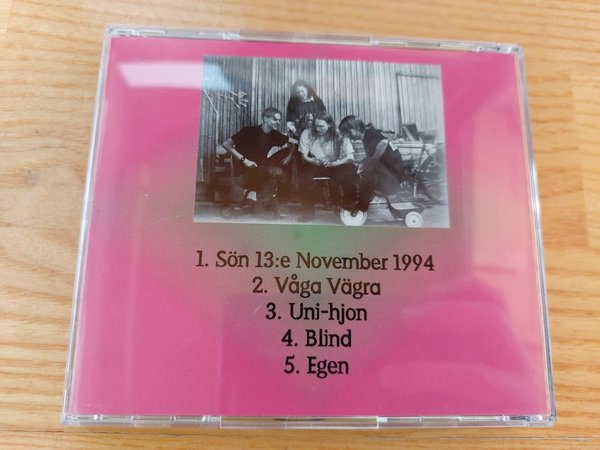 1. Sön 13:e November 1994
2. Våga Vägra
3. Uni-hjon
4. Blind
5. Egen